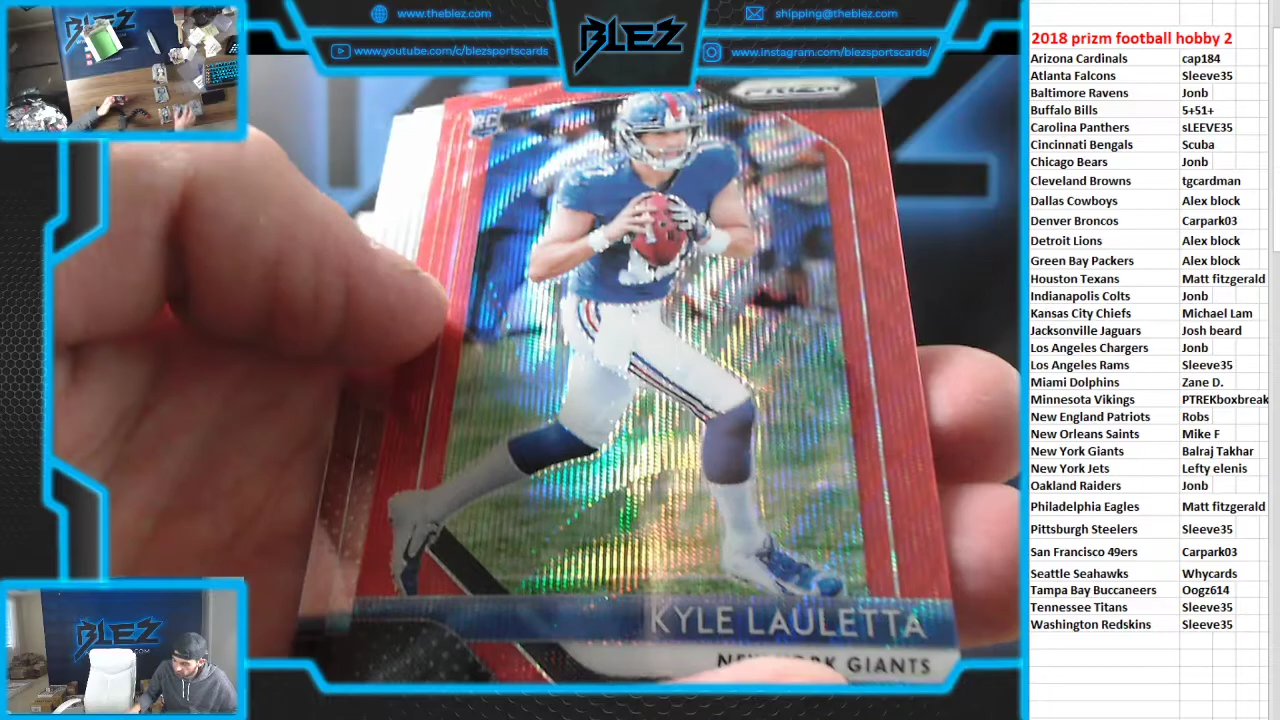 www.theblez.com
www.youtube.com/c/blezsportscards
BLEZ
shipping@theblez.com
www.instagram.com/blezsportscards/
PRIZM
RC
KYLE LAULETTA
NEW YORK GIANTS
BLEZ
2018 prizm football hobby 2
Arizona Cardinals cap184
Atlanta Falcons Sleeve35
Baltimore Ravens Jonb
Buffalo Bills 5+51+
Carolina Panthers sLEEVE35
Cincinnati Bengals Scuba
Chicago Bears Jonb
Cleveland Browns tgcardman
Dallas Cowboys Alex block
Denver Broncos Carpark03
Detroit Lions Alex block
Green Bay Packers Alex block
Houston Texans Matt fitzgerald
Indianapolis Colts Jonb
Kansas City Chiefs Michael Lam
Jacksonville Jaguars Josh beard
Los Angeles Chargers Jonb
Los Angeles Rams Sleeve35
Miami Dolphins Zane D.
Minnesota Vikings PTREKboxbreak
New England Patriots Robs
New Orleans Saints Mike F
New York Giants Balraj Takhar
New York Jets Lefty elenis
Oakland Raiders Jonb
Philadelphia Eagles Matt fitzgerald
Pittsburgh Steelers Sleeve35
San Francisco 49ers Carpark03
Seattle Seahawks Whycards
Tampa Bay Buccaneers Oogz614
Tennessee Titans Sleeve35
Washington Redskins Sleeve35